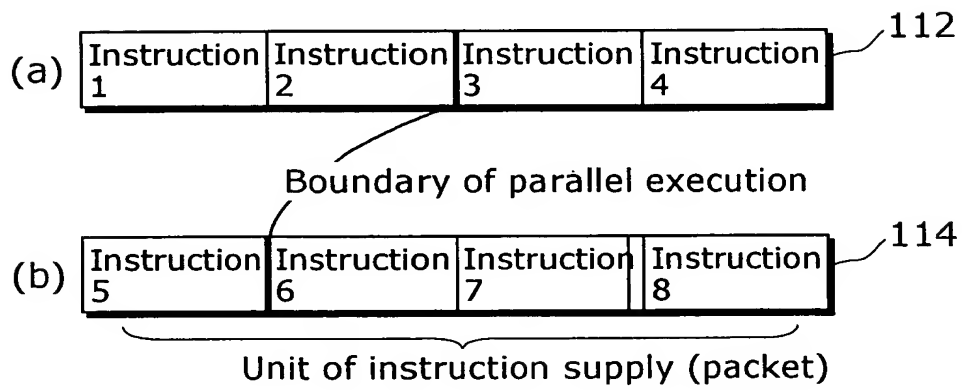 112
(a) Instruction 1 Instruction 2 Instruction 3 Instruction 4
Boundary of parallel execution
114
(b) Instruction 5 Instruction 6 Instruction 7 Instruction 8
Unit of instruction supply (packet)